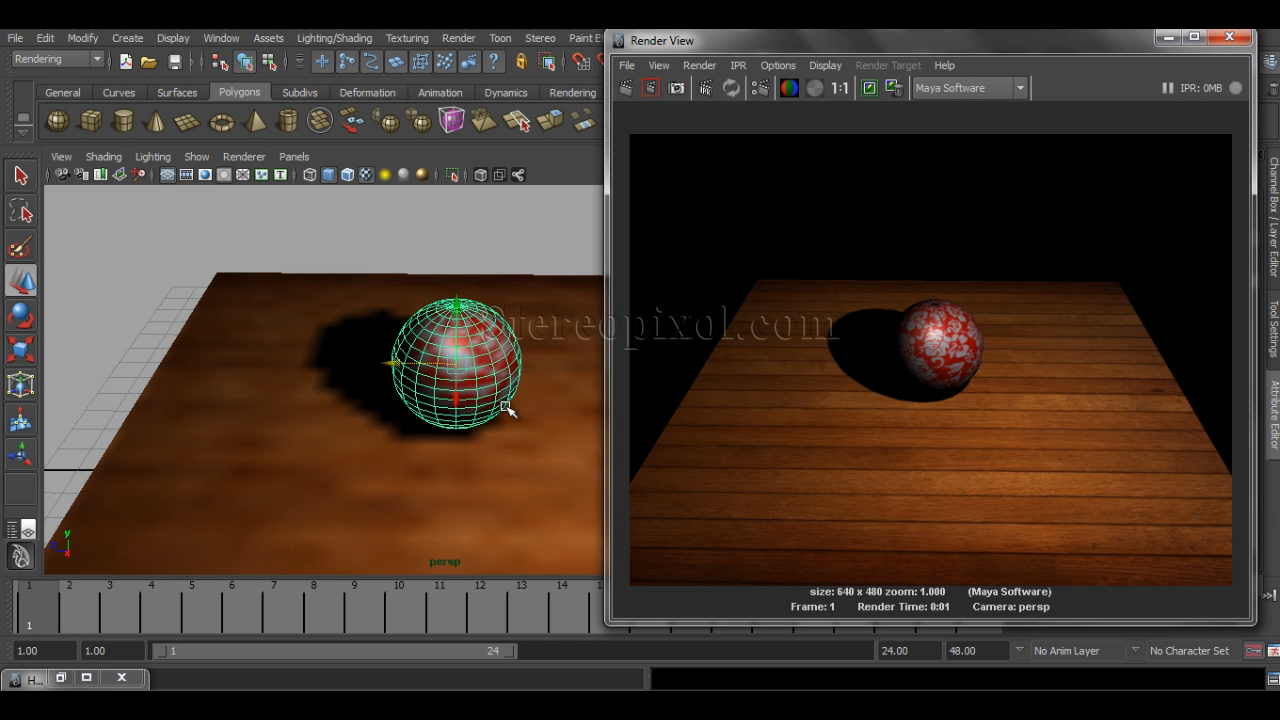 File Edit Modify Create Display Window Assets Lighting/Shading Texturing Render Toon Stereo Paint E
Render View
Rendering
File View Render IPR Options Display Render Target Help
General Curves Surfaces Polygons Subdivs Deformation Animation Dynamics Rendering
IPR 1:1 Maya Software IPR: 0MB
View Shading Lighting Show Renderer Panels
Channel Box / Layer Editor
Tool Settings
Attribute Editor
Stereopixol.com
y
x
persp
size: 640 x 480 zoom: 1.000 (Maya Software)
Frame: 1 Render Time: 0:01 Camera: persp
1 2 3 4 5 6 7 8 9 10 11 12 13 14 1
1
1.00 1.00 1 24 24.00 48.00 No Anim Layer No Character Set
H...